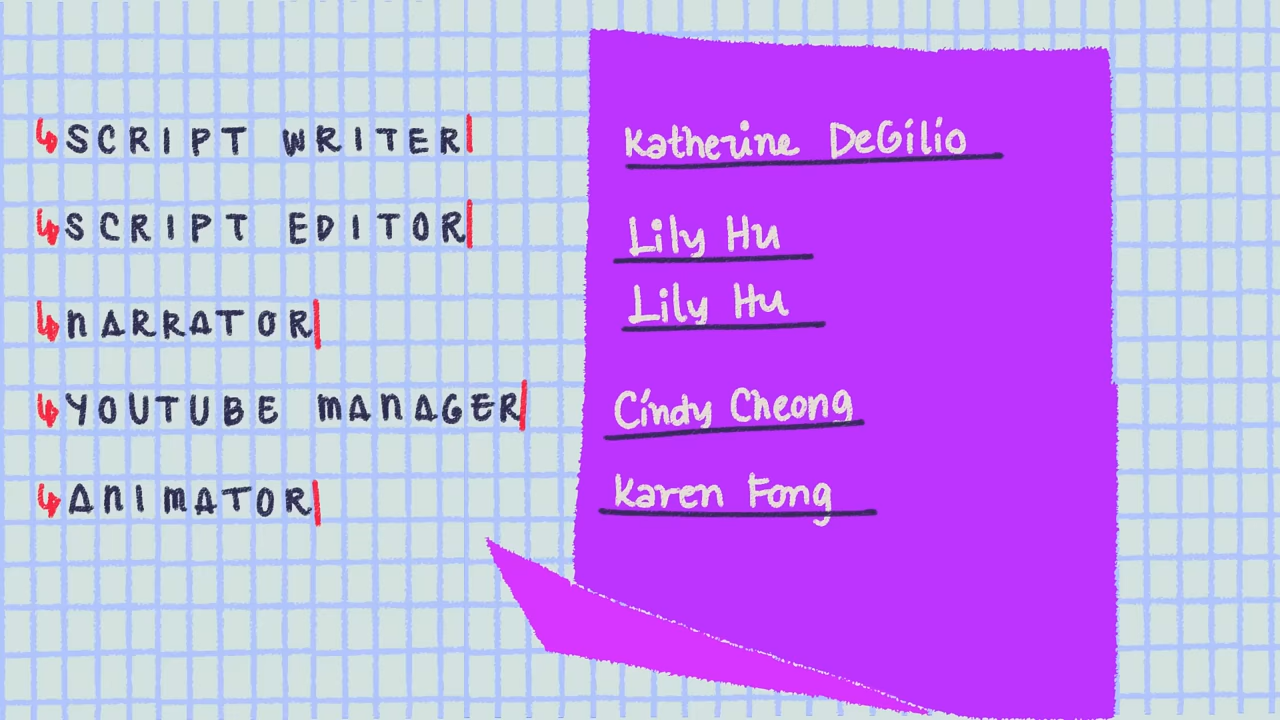 SCRIPT WRITER
Katherine DeGilio
SCRIPT EDITOR
Lily Hu
NARRATOR
Lily Hu
YOUTUBE MANAGER
Cindy Cheong
ANIMATOR
Karen Fong